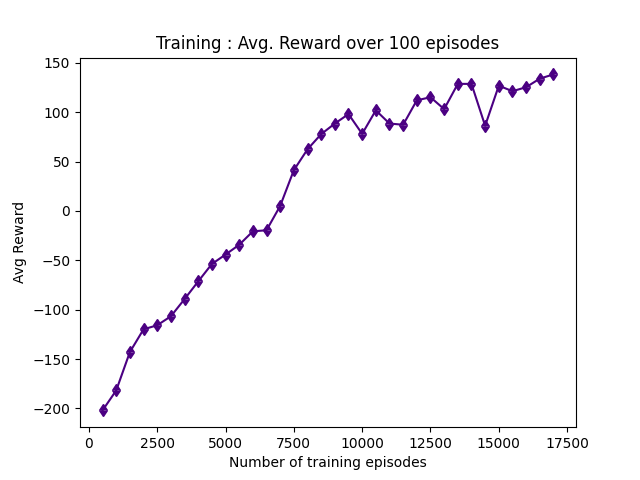 Training : Avg. Reward over 100 episodes
150
100
50
0
−50
−100
−150
−200
Avg Reward
0 2500 5000 7500 10000 12500 15000 17500
Number of training episodes